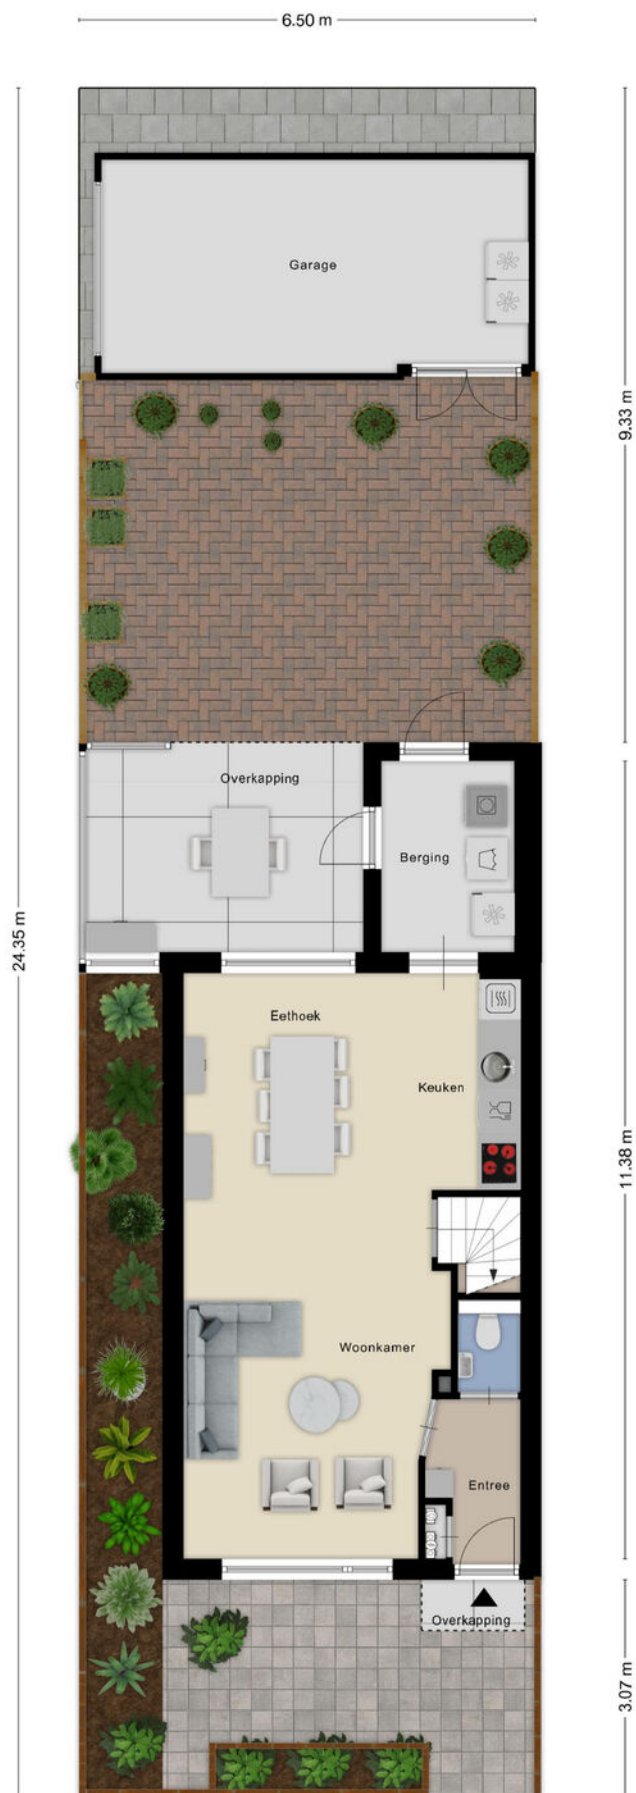 6.50 m
Garage
9.33 m
Overkapping
Berging
24.35 m
Eethoek
Keuken
11.38 m
Woonkamer
Entree
Overkapping
3.07 m